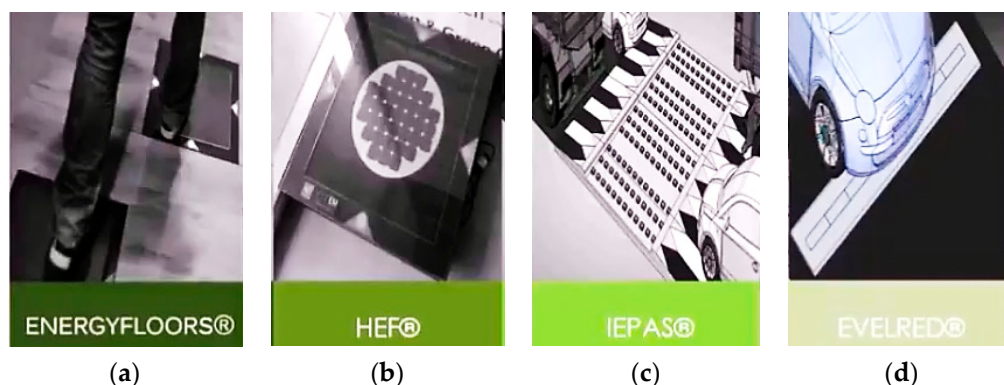 ENERGYFLOORS®
HEF®
IEPAS®
EVELRED®
(a)
(b)
(c)
(d)